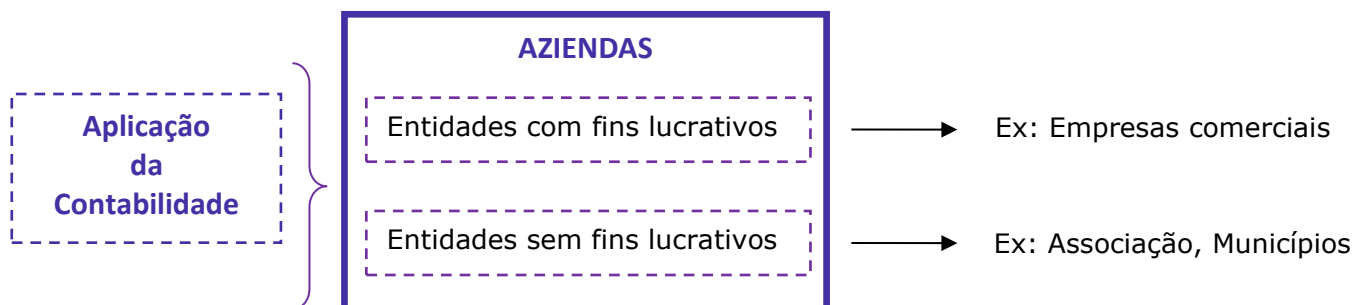 AZIENDAS
Aplicação
da
Contabilidade
Entidades com fins lucrativos
Ex: Empresas comerciais
Entidades sem fins lucrativos
Ex: Associação, Municípios